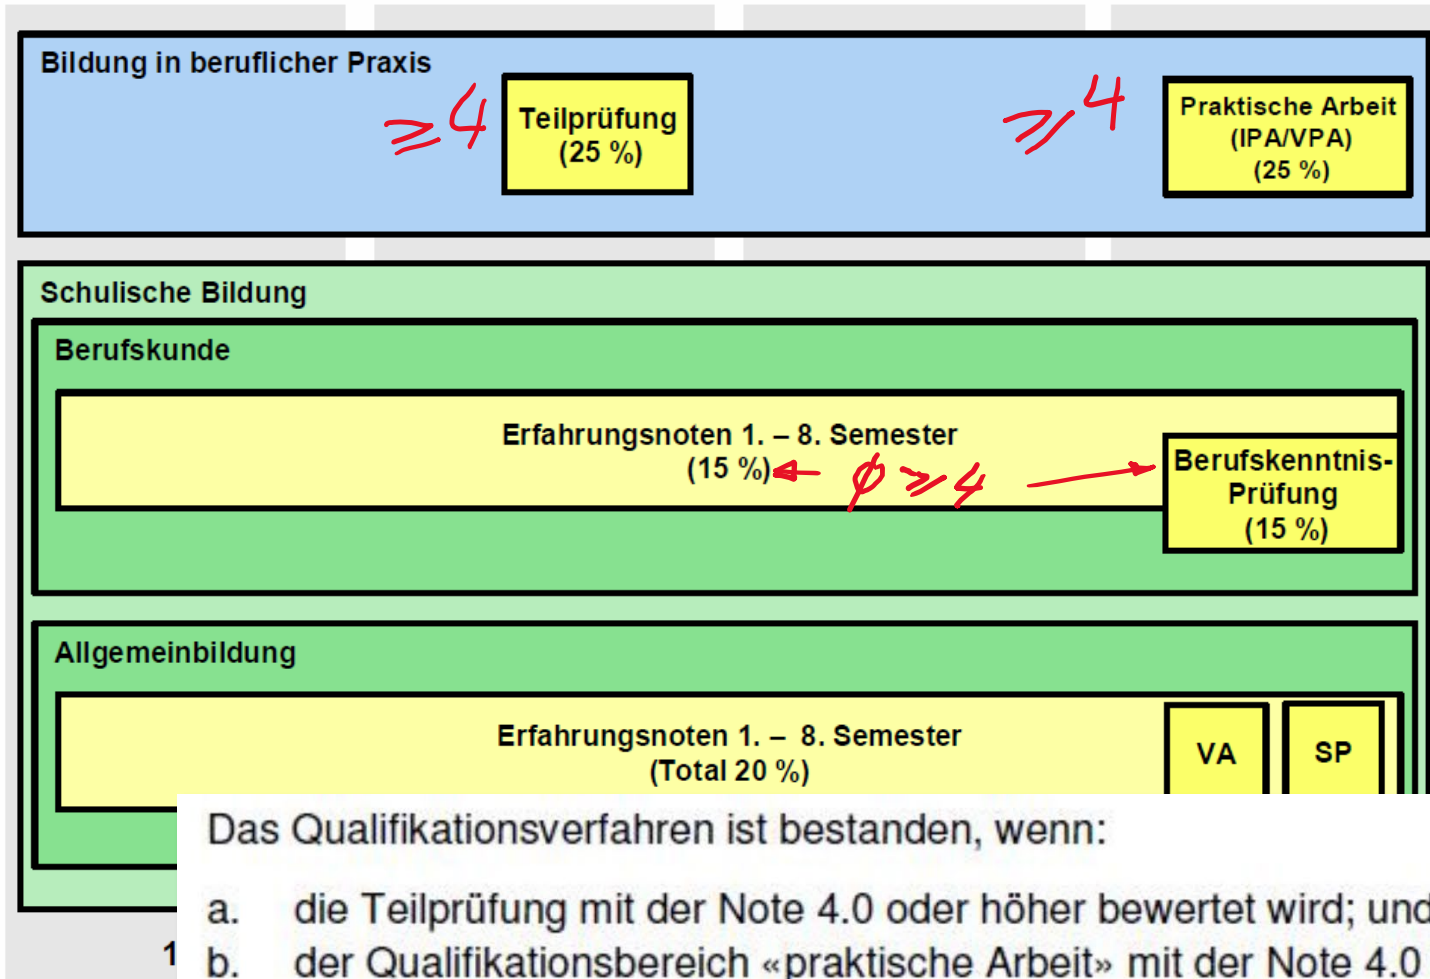 Bildung in beruflicher Praxis
≥ 4
Teilprüfung
(25 %)
≥ 4
Praktische Arbeit
(IPA/VPA)
(25 %)
Schulische Bildung
Berufskunde
Erfahrungsnoten 1. – 8. Semester
(15 %)
ø ≥ 4
Berufskenntnis-
Prüfung
(15 %)
Allgemeinbildung
Erfahrungsnoten 1. – 8. Semester
(Total 20 %)
VA
SP
Das Qualifikationsverfahren ist bestanden, wenn:
a. die Teilprüfung mit der Note 4.0 oder höher bewertet wird; und
1
b. der Qualifikationsbereich «praktische Arbeit» mit der Note 4.0